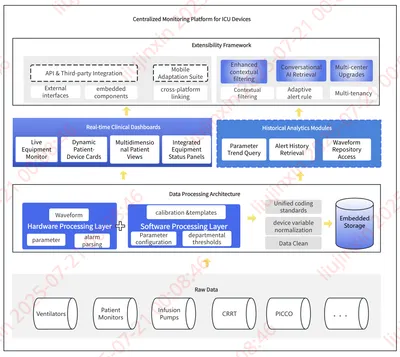 Centralized Monitoring Platform for ICU Devices
Extensibility Framework
API & Third-party Integration
Mobile
Adaptation Suite
Enhanced
contextual
filtering
Conversational
AI Retrieval
Multi-center
Upgrades
External
interfaces
embedded
components
cross-platform
linking
Contextual
filtering
Adaptive
alert rule
Multi-tenancy
Real-time Clinical Dashboards
Historical Analytics Modules
Live
Equipment
Monitor
Dynamic
Patient-
Device Cards
Multidimensio
nal Patient
Views
Integrated
Equipment
Status Panels
Parameter
Trend Query
Alert History
Retrieval
Waveform
Repository
Access
Data Processing Architecture
Waveform
Hardware Processing Layer
parameter
alarm
parsing
+
calibration &templates
Software Processing Layer
Parameter
configuration
departmental
thresholds
Unified coding
standards
device variable
normalization
Data Clean
Embedded
Storage
Raw Data
Ventilators
Patient
Monitors
Infusion
Pumps
CRRT
PICCO
. . .
liujinxin 2025-07-21 00:08:46